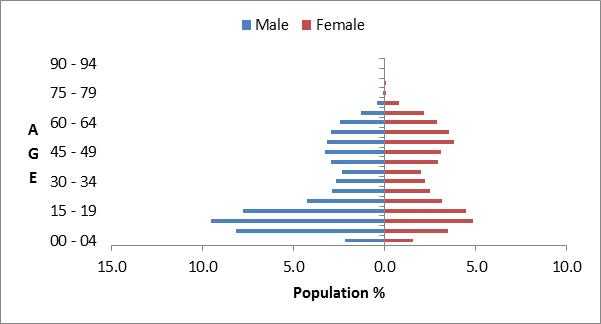 Male Female
90 - 94
75 - 79
60 - 64
45 - 49
30 - 34
15 - 19
00 - 04
A
G
E
15.0 10.0 5.0 0.0 5.0 10.0
Population %